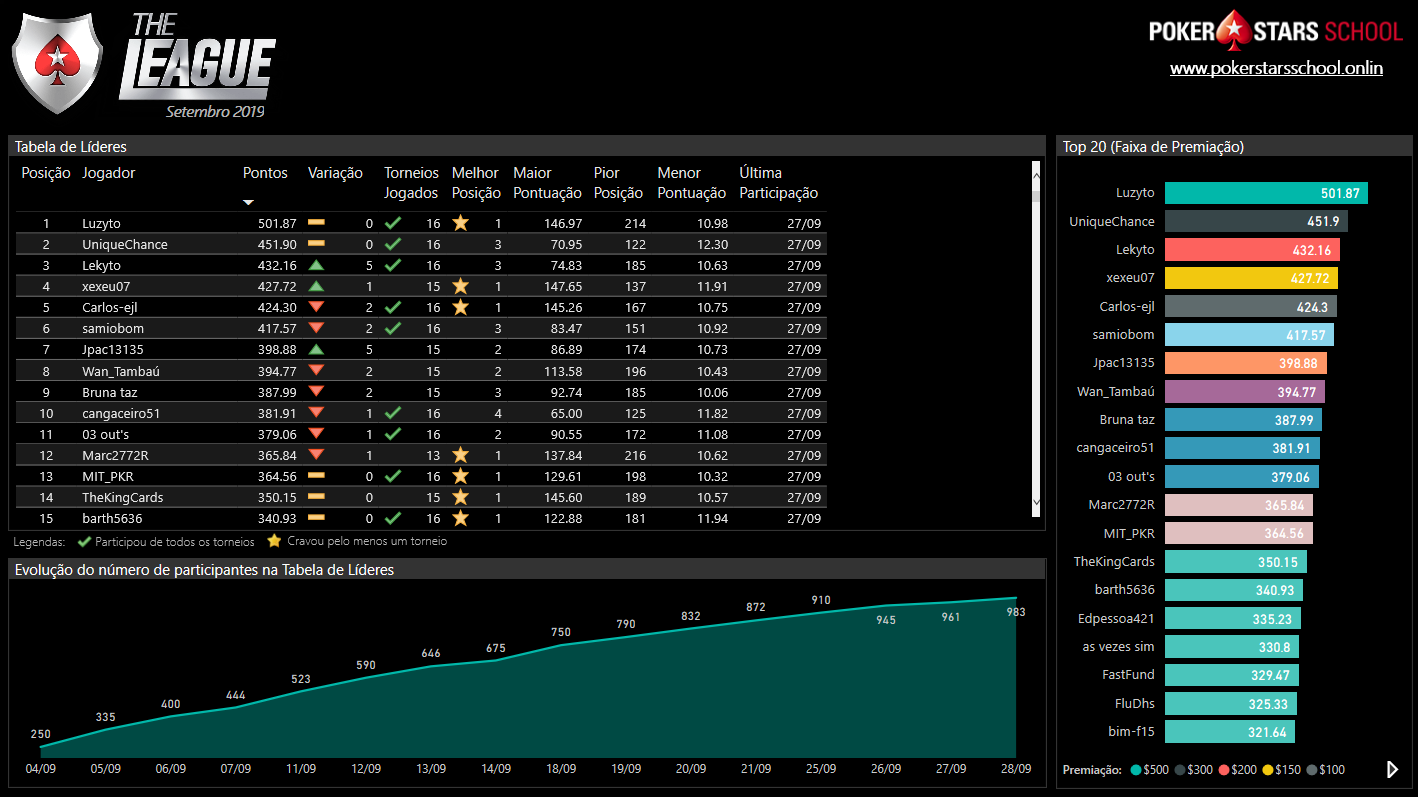 THE
LEAGUE
Setembro 2019
POKER STARS SCHOOL
www.pokerstarsschool.onlin
Tabela de Líderes
Posição Jogador Pontos Variação Torneios Jogados Melhor Posição Maior Pontuação Pior Posição Menor Pontuação Última Participação
1 Luzyto 501.87 0 16 1 146.97 214 10.98 27/09
2 UniqueChance 451.90 0 16 3 70.95 122 12.30 27/09
3 Lekyto 432.16 5 16 3 74.83 185 10.63 27/09
4 xexeu07 427.72 1 15 1 147.65 137 11.91 27/09
5 Carlos-ejl 424.30 2 16 1 145.26 167 10.75 27/09
6 samiobom 417.57 2 16 3 83.47 151 10.92 27/09
7 Jpac13135 398.88 5 15 2 86.89 174 10.73 27/09
8 Wan_Tambaú 394.77 2 15 2 113.58 196 10.43 27/09
9 Bruna taz 387.99 2 15 3 92.74 185 10.06 27/09
10 cangaceiro51 381.91 1 16 4 65.00 125 11.82 27/09
11 03 out's 379.06 1 16 2 90.55 172 11.08 27/09
12 Marc2772R 365.84 1 13 1 137.84 216 10.62 27/09
13 MIT_PKR 364.56 0 16 1 129.61 198 10.32 27/09
14 TheKingCards 350.15 0 15 1 145.60 189 10.57 27/09
15 barth5636 340.93 0 16 1 122.88 181 11.94 27/09
Legendas: Participou de todos os torneios Cravou pelo menos um torneio
Evolução do número de participantes na Tabela de Líderes
250 335 400 444 523 590 646 675 750 790 832 872 910 945 961 983
04/09 05/09 06/09 07/09 11/09 12/09 13/09 14/09 18/09 19/09 20/09 21/09 25/09 26/09 27/09 28/09
Top 20 (Faixa de Premiação)
Luzyto 501.87
UniqueChance 451.9
Lekyto 432.16
xexeu07 427.72
Carlos-ejl 424.3
samiobom 417.57
Jpac13135 398.88
Wan_Tambaú 394.77
Bruna taz 387.99
cangaceiro51 381.91
03 out's 379.06
Marc2772R 365.84
MIT_PKR 364.56
TheKingCards 350.15
barth5636 340.93
Edpessoa421 335.23
as vezes sim 330.8
FastFund 329.47
FluDhs 325.33
bim-f15 321.64
Premiação: $500 $300 $200 $150 $100